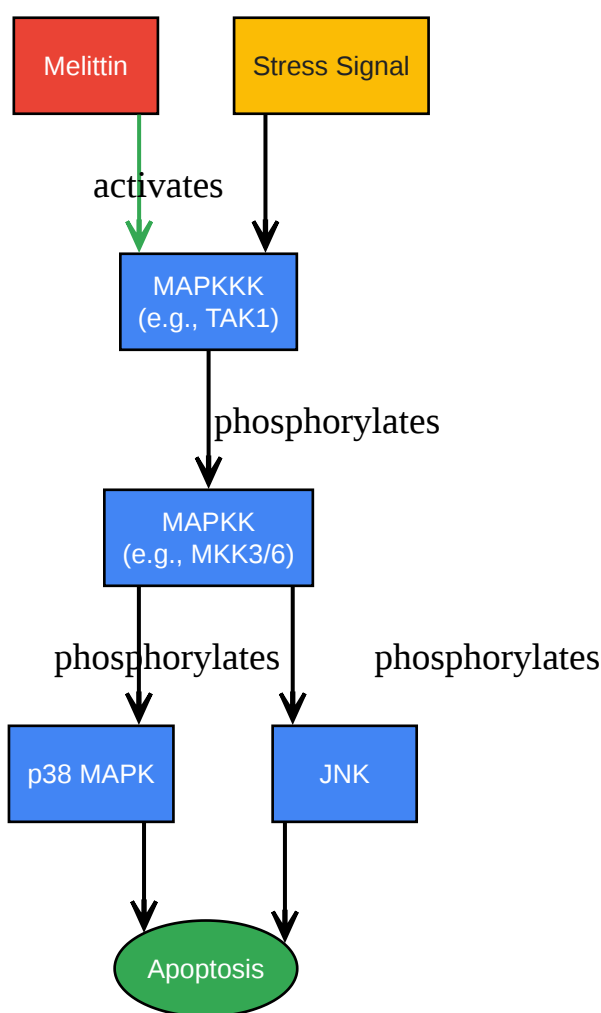 Melittin
Stress Signal
activates
MAPKKK
(e.g., TAK1)
phosphorylates
MAPKK
(e.g., MKK3/6)
phosphorylates
phosphorylates
p38 MAPK
JNK
Apoptosis